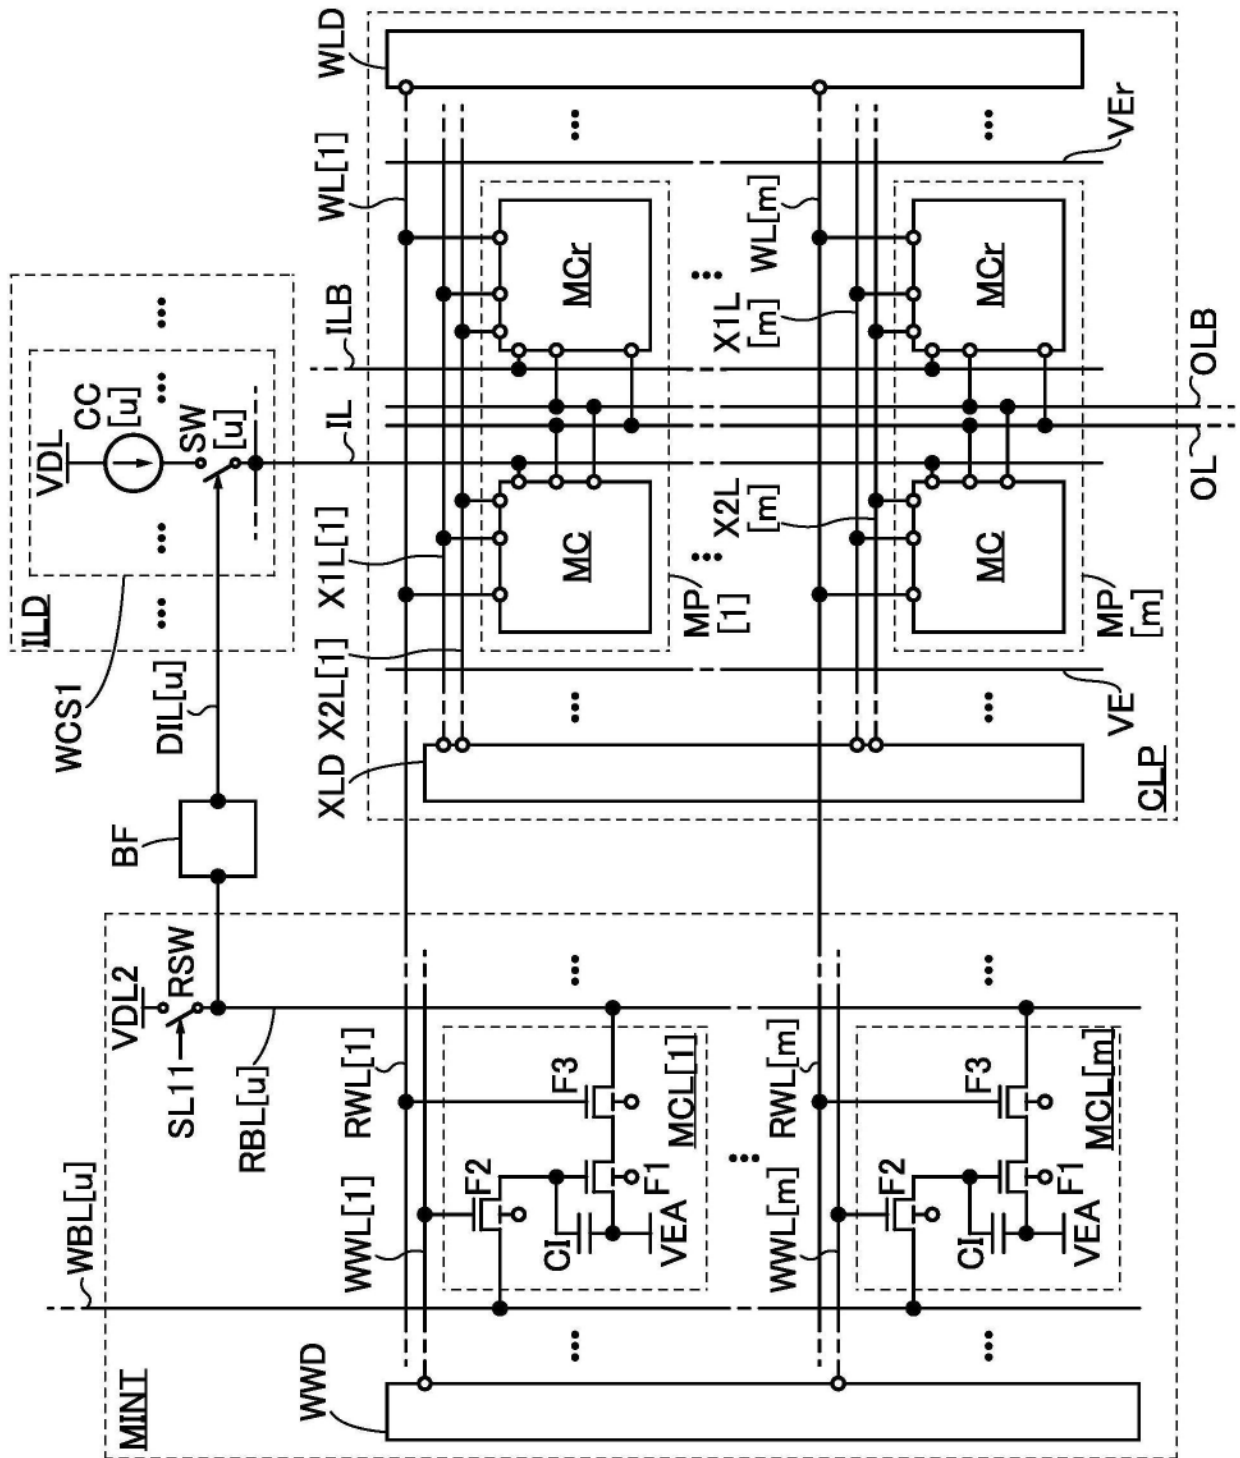 MINT
WBL[u]
VDL2
SL11
RSW
RBL[u]
BF
DIL[u]
ILD
WCS1
VDL
CC
[u]
SW
[u]
WWD
WWL[1]
RWL[1]
XLD
X2L[1]
X1L[1]
IL
ILB
WL[1]
WLD
F2
F3
CI
F1
VEA
MCL[1]
MC
MCr
MP
[1]
WWL[m]
RWL[m]
X2L
[m]
X1L
[m]
WL[m]
F2
F3
CI
F1
VEA
MCL[m]
MC
MCr
MP
[m]
VE
VEr
CLP
OL
OLB